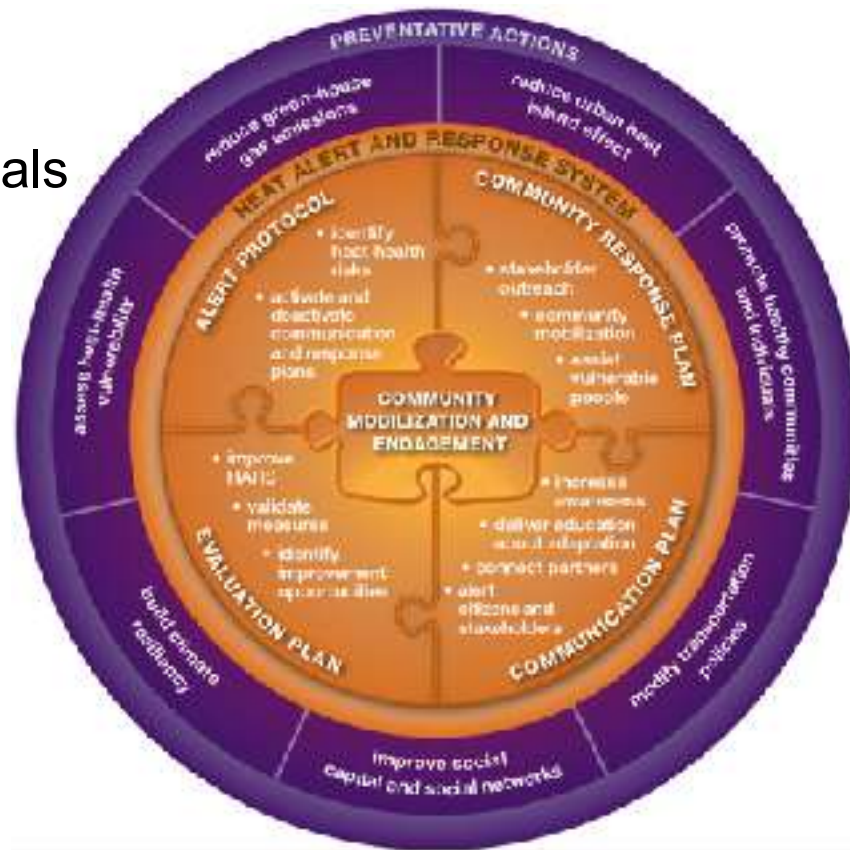 als
PREVENTATIVE ACTIONS
reduce green-house
gas emissions
reduce urban heat
island effect
promote healthy communities
and individuals
modify transportation
policies
improve social
capital and social networks
build climate
resiliency
assess heat-health
vulnerability
HEAT ALERT AND RESPONSE SYSTEM
ALERT PROTOCOL
• identify
heat-health
risks
• activate and
deactivate
communication
and response
plans
COMMUNITY RESPONSE PLAN
• stakeholder
outreach
• community
mobilization
• assist
vulnerable
people
COMMUNITY
MOBILIZATION AND
ENGAGEMENT
• improve
HARS
• validate
measures
• identify
improvement
opportunities
EVALUATION PLAN
• increase
awareness
• deliver education
about adaptation
• connect partners
• alert
citizens and
stakeholders
COMMUNICATION PLAN